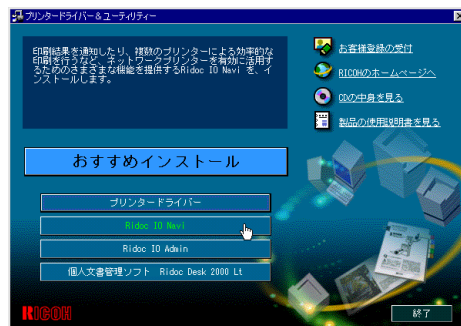 プリンタードライバー＆ユーティリティー
印刷結果を通知したり、複数のプリンターによる効率的な
印刷を行うなど、ネットワークプリンターを有効に活用す
るためのさまざまな機能を提供するRidoc IO Navi を、イ
ンストールします。
お客様登録の受付
RICOHのホームページへ
CDの中身を見る
製品の使用説明書を見る
おすすめインストール
プリンタードライバー
Ridoc IO Navi
Ridoc IO Admin
個人文書管理ソフト Ridoc Desk 2000 Lt
RICOH
終了